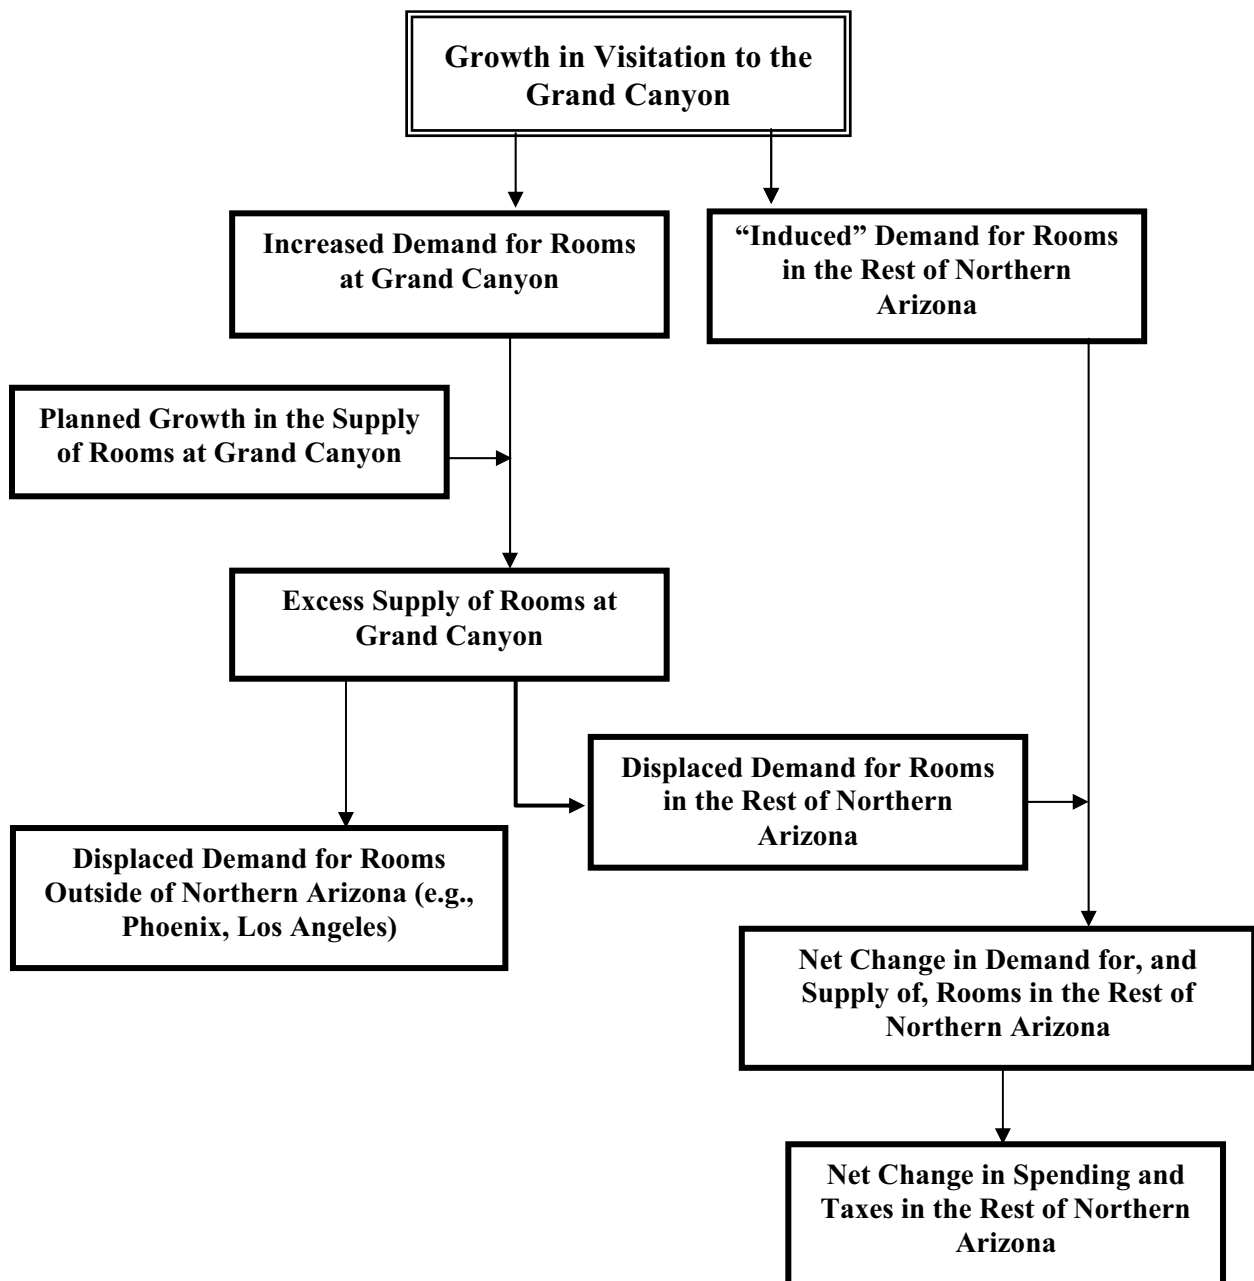 Growth in Visitation to the
Grand Canyon
Increased Demand for Rooms
at Grand Canyon
“Induced” Demand for Rooms
in the Rest of Northern
Arizona
Planned Growth in the Supply
of Rooms at Grand Canyon
Excess Supply of Rooms at
Grand Canyon
Displaced Demand for Rooms
in the Rest of Northern
Arizona
Displaced Demand for Rooms
Outside of Northern Arizona (e.g.,
Phoenix, Los Angeles)
Net Change in Demand for, and
Supply of, Rooms in the Rest of
Northern Arizona
Net Change in Spending and
Taxes in the Rest of Northern
Arizona